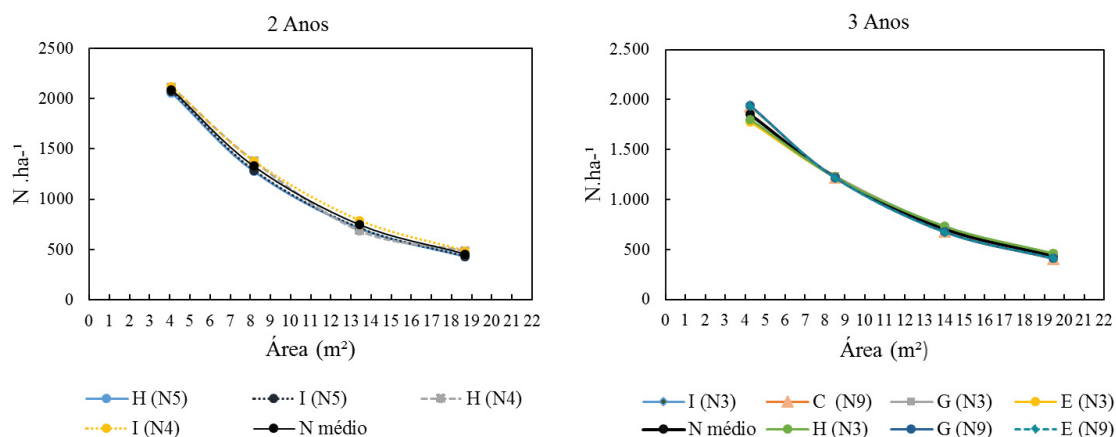 2 Anos
2500
2000
1500
1000
500
0
N .ha-¹
0 1 2 3 4 5 6 7 8 9 10 11 12 13 14 15 16 17 18 19 20 21 22
Área (m²)
H (N5) I (N5) H (N4)
I (N4) N médio
3 Anos
2.500
2.000
1.500
1.000
500
0
N.ha-¹
0 1 2 3 4 5 6 7 8 9 10 11 12 13 14 15 16 17 18 19 20 21 22
Área (m²)
I (N3) C (N9) G (N3) E (N3)
N médio H (N3) G (N9) E (N9)